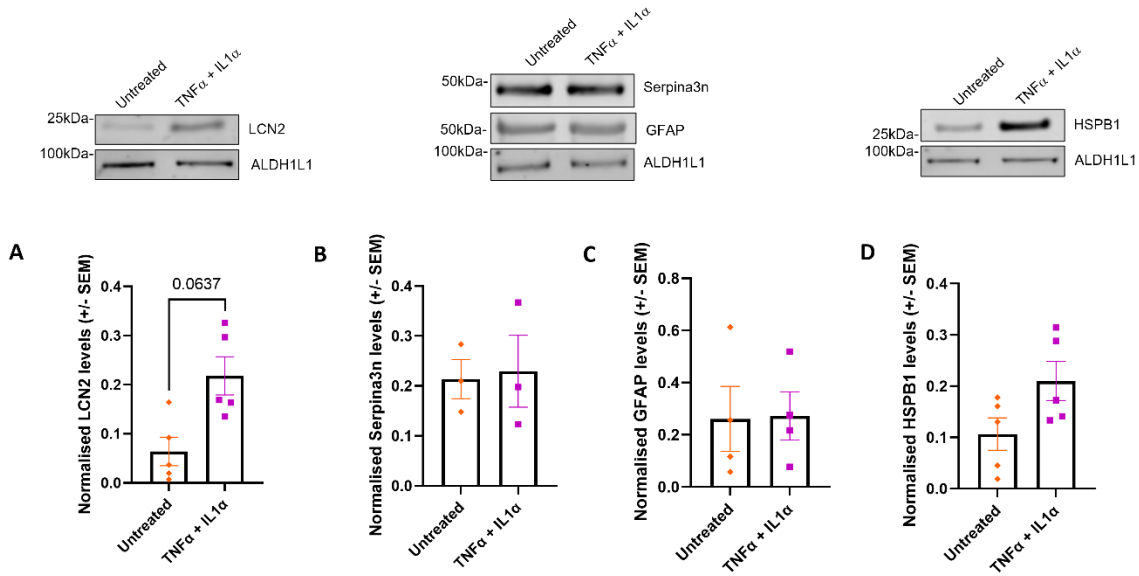 Untreated
TNFα + IL1α
25kDa-
LCN2
100kDa-
ALDH1L1
Untreated
TNFα + IL1α
50kDa-
Serpina3n
50kDa-
GFAP
100kDa-
ALDH1L1
Untreated
TNFα + IL1α
25kDa-
HSPB1
100kDa-
ALDH1L1
A
Normalised LCN2 levels (+/- SEM)
0.4
0.3
0.2
0.1
0.0
0.0637
Untreated
TNFα + IL1α
B
Normalised Serpina3n levels (+/- SEM)
0.4
0.3
0.2
0.1
0.0
Untreated
TNFα + IL1α
C
Normalised GFAP levels (+/- SEM)
0.8
0.6
0.4
0.2
0.0
Untreated
TNFα + IL1α
D
Normalised HSPB1 levels (+/- SEM)
0.4
0.3
0.2
0.1
0.0
Untreated
TNFα + IL1α